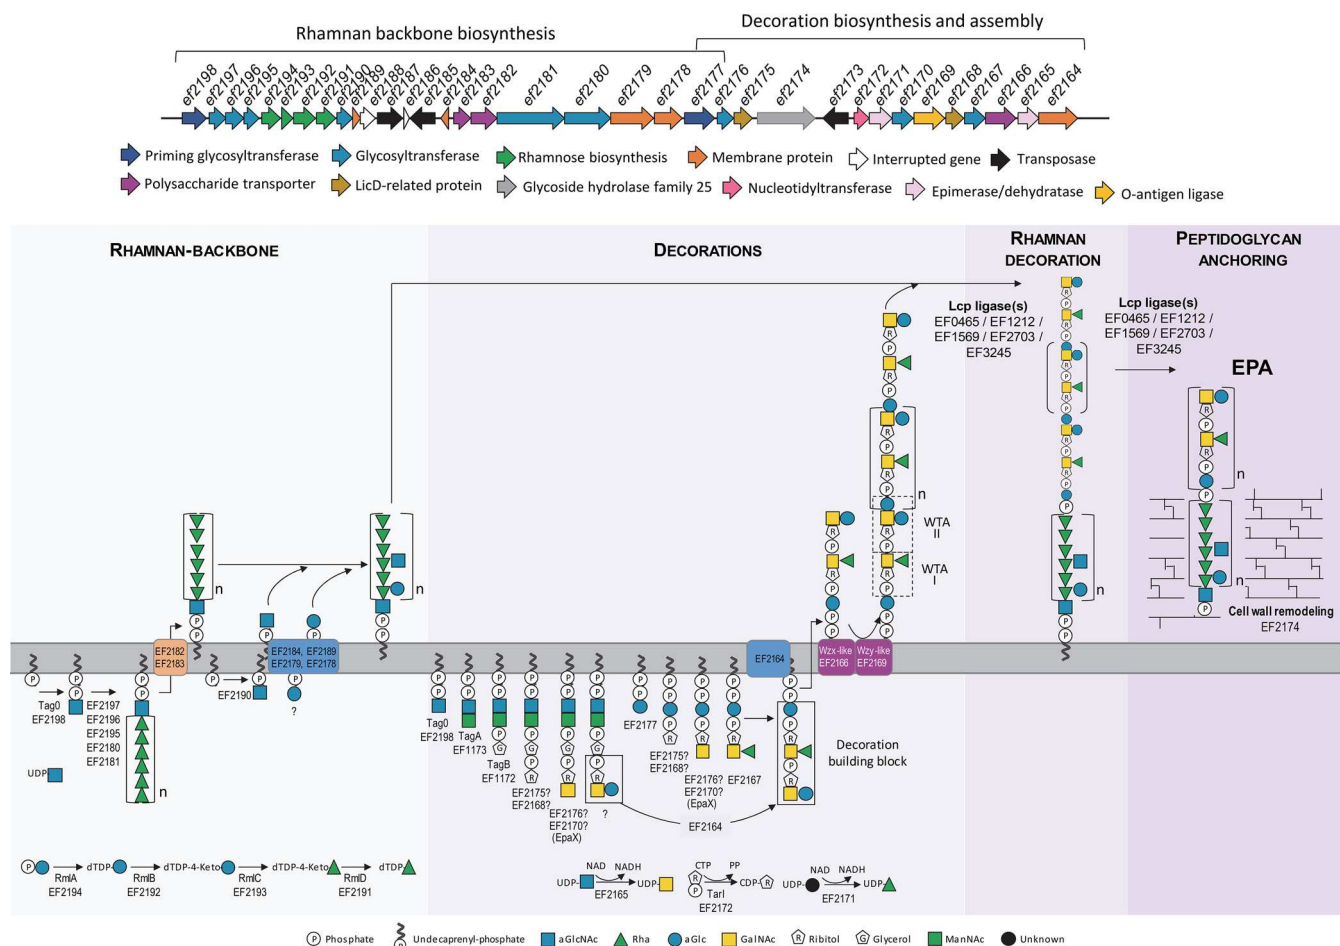 Rhamnan backbone biosynthesis
Decoration biosynthesis and assembly
ef2198 ef2197 ef2196 ef2195 ef2194 ef2193 ef2192 ef2191 ef2190 ef2189 ef2188 ef2187 ef2186 ef2185 ef2184 ef2183 ef2182 ef2181 ef2180 ef2179 ef2178 ef2177 ef2176 ef2175 ef2174 ef2173 ef2172 ef2171 ef2170 ef2169 ef2168 ef2167 ef2166 ef2165 ef2164
Priming glycosyltransferase Glycosyltransferase Rhamnose biosynthesis Membrane protein Interrupted gene Transposase
Polysaccharide transporter LicD-related protein Glycoside hydrolase family 25 Nucleotidyltransferase Epimerase/dehydratase O-antigen ligase
RHAMNAN-BACKBONE
DECORATIONS
RHAMNAN
DECORATION
PEPTIDOGLYCAN
ANCHORING
Lcp ligase(s)
EF0465 / EF1212 /
EF1569 / EF2703 /
EF3245
Lcp ligase(s)
EF0465 / EF1212 /
EF1569 / EF2703 /
EF3245
EPA
n
n
n
n
n
n
WTA
II
WTA
I
Cell wall remodeling
EF2174
EF2182
EF2183
EF2184, EF2189
EF2179, EF2178
EF2164
Wzx-like
EF2166
Wzy-like
EF2169
Tag0
EF2198
EF2197
EF2196
EF2195
EF2180
EF2181
EF2190
?
UDP
n
Tag0
EF2198
TagA
EF1173
TagB
EF1172
EF2175?
EF2168?
EF2176?
EF2170?
(EpaX)
?
EF2177
EF2175?
EF2168?
EF2176?
EF2170?
(EpaX)
EF2167
EF2164
Decoration
building block
P dTDP dTDP-4-Keto dTDP-4-Keto dTDP
RmlA
EF2194
RmlB
EF2192
RmlC
EF2193
RmlD
EF2191
NAD NADH
UDP- UDP-
EF2165
CTP PP
R P CDP- R
TarI
EF2172
NAD NADH
UDP- UDP
EF2171
P Phosphate P Undecaprenyl-phosphate aGlcNAc Rha aGlc GalNAc R Ribitol G Glycerol ManNAc Unknown